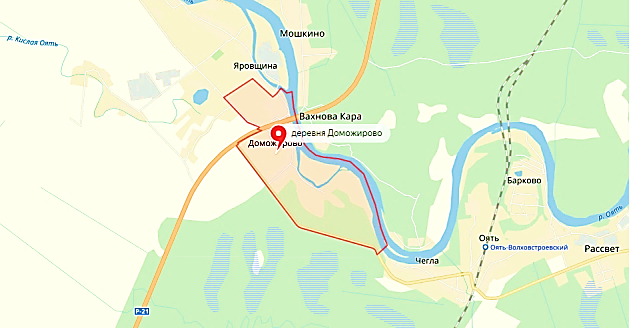 Мошкино
р. Кислая Оять
Яровщина
Вахнова Кара
деревня Доможирово
Доможирово
Барково
р. Оять
Оять
Оять-Волховстроевский
Рассвет
Чегла
Р-21